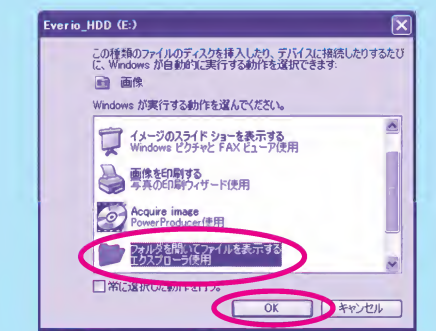 Everio_HDD (E:)
この種類のファイルのディスクを挿入したり、デバイスに接続したりするたび
に、Windows が自動的に実行する動作を選択できます:
画像
Windows が実行する動作を選んでください。
イメージのスライド ショーを表示する
Windows ピクチャと FAX ビューア使用
画像を印刷する
写真の印刷ウィザード使用
Acquire image
PowerProducer使用
フォルダを開いてファイルを表示する
エクスプローラ使用
常に選択した動作を行う。
OK
キャンセル